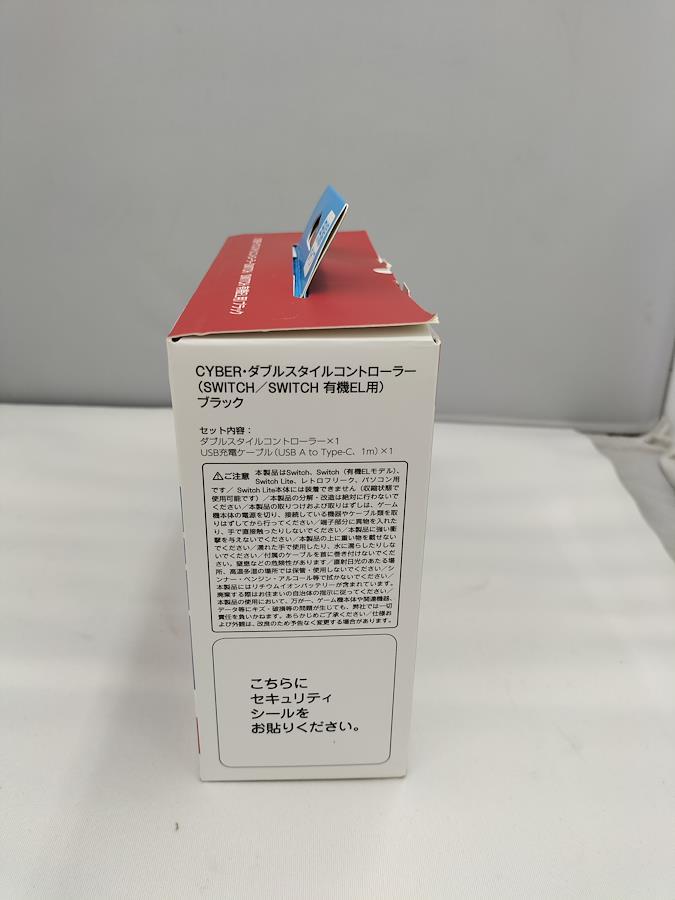 CYBER・ダブルスタイルコントローラー
(SWITCH／SWITCH 有機EL用)
ブラック
セット内容：
ダブルスタイルコントローラー×1
USB充電ケーブル(USB A to Type-C、1m)×1
ご注意 本製品はSwitch、Switch (有機ELモデル)、
Switch Lite、レトロフリーク、パソコン用
です／ Switch Lite本体には装着できません (収縮状態で
使用可能です) ／本製品の分解・改造は絶対に行わないで
ください／本製品の取りつけおよび取りはずしは、ゲーム
機本体の電源を切り、接続している機器やケーブル類を取
りはずしてから行ってください／端子部分に異物を入れた
り、手で直接触ったりしないでください／本製品に強い衝
撃を与えないでください／本製品の上に重い物を載せない
でください／濡れた手で使用したり、水に濡らしたりしな
いでください／付属のケーブルを首に巻き付けないでくだ
さい。窒息などの危険性があります／直射日光のあたる場
所、高温多湿の場所では保管・使用しないでください／シ
ンナー・ベンジン・アルコール等で拭かないでください／
本製品にはリチウムイオンバッテリーが含まれています。
廃棄する際はお住まいの自治体の指示に従ってください／
本製品の使用において、万が一、ゲーム機本体や関連機器、
データ等にキズ・破損等の問題が生じても、弊社では一切
責任を負いかねます。あらかじめご了承ください／仕様お
よび外観は、改良のため予告なく変更する場合があります。
こちらに
セキュリティ
シールを
お貼りください。